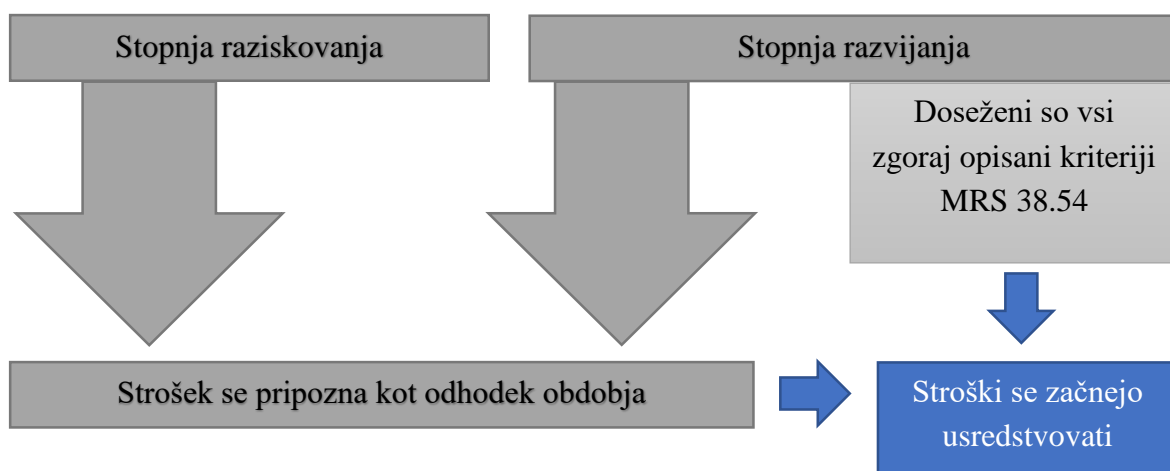 Stopnja raziskovanja
Stopnja razvijanja
Doseženi so vsi
zgoraj opisani kriteriji
MRS 38.54
Strošek se pripozna kot odhodek obdobja
Stroški se začnejo
usredstvovati